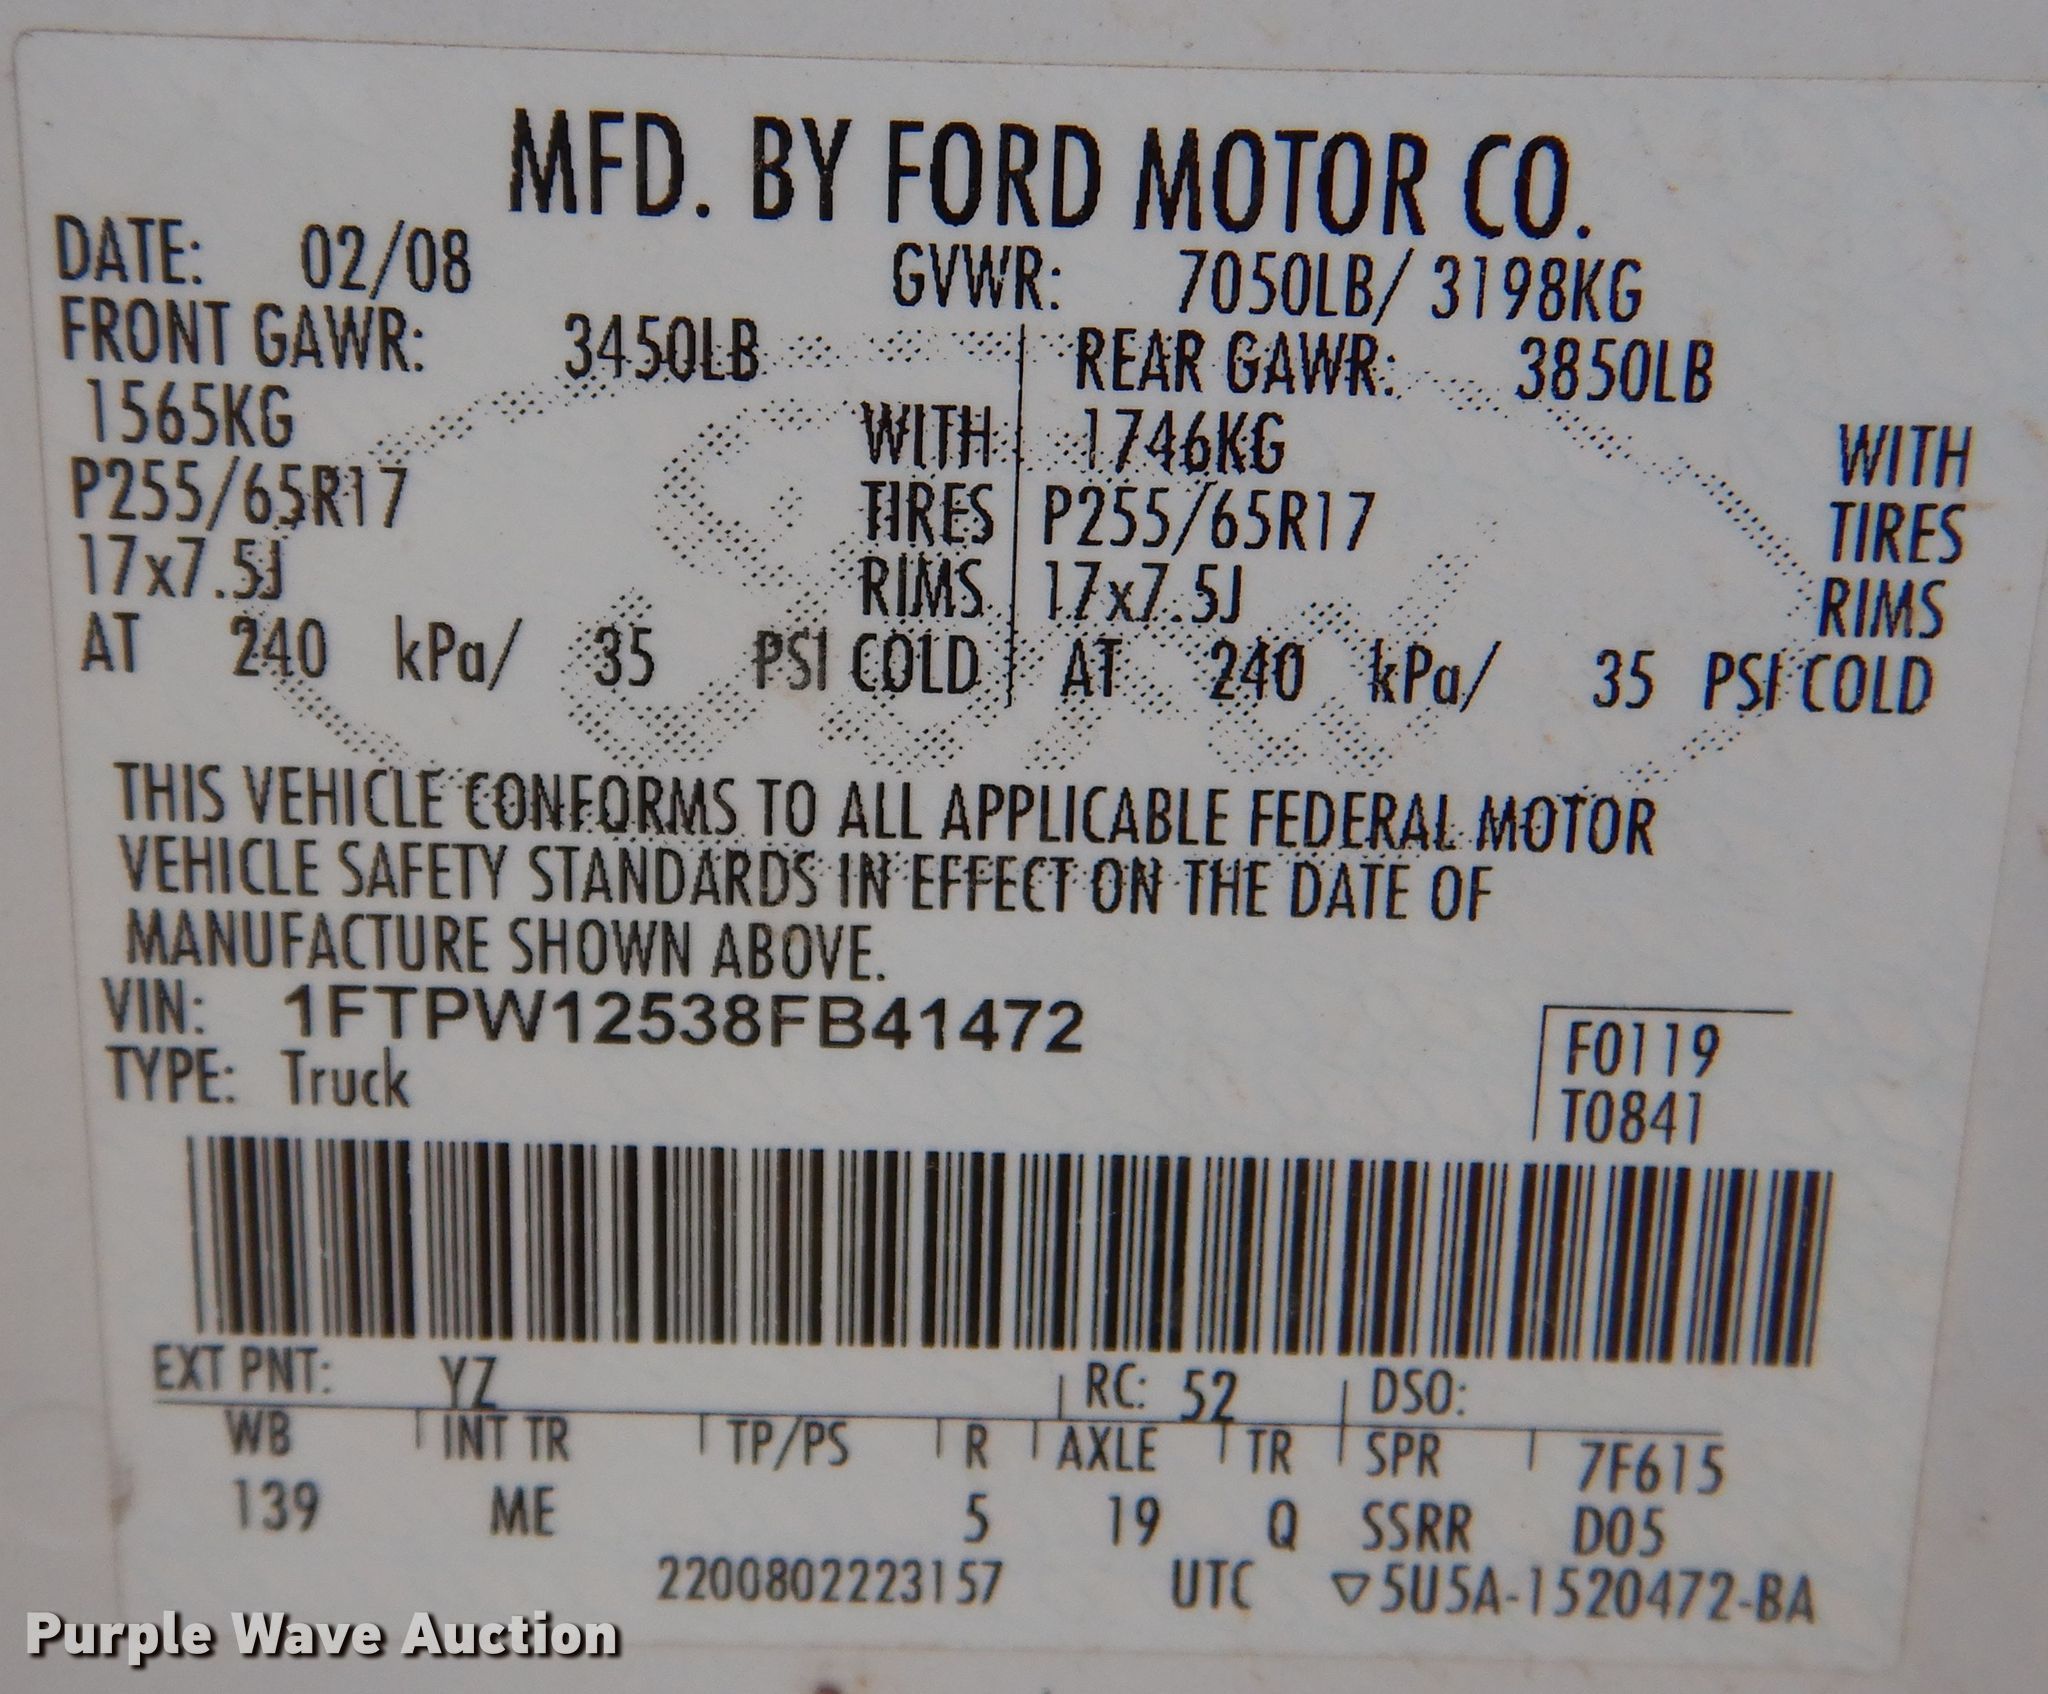 MFD. BY FORD MOTOR CO.
DATE: 02/08 GVWR: 7050LB/ 3198KG
FRONT GAWR: 3450LB REAR GAWR: 3850LB
1565KG WITH 1746KG WITH
P255/65R17 TIRES P255/65R17 TIRES
17x7.5J RIMS 17x7.5J RIMS
AT 240 kPa/ 35 PSI COLD AT 240 kPa/ 35 PSI COLD
THIS VEHICLE CONFORMS TO ALL APPLICABLE FEDERAL MOTOR
VEHICLE SAFETY STANDARDS IN EFFECT ON THE DATE OF
MANUFACTURE SHOWN ABOVE.
VIN: 1FTPW12538FB41472
F0119
TYPE: Truck
T0841
EXT PNT: YZ RC: 52 DSO:
WB INT TR TP/PS R AXLE TR SPR 7F615
139 ME 5 19 Q SSRR D05
2200802223157 UTC ▽5U5A-1520472-BA
Purple Wave Auction